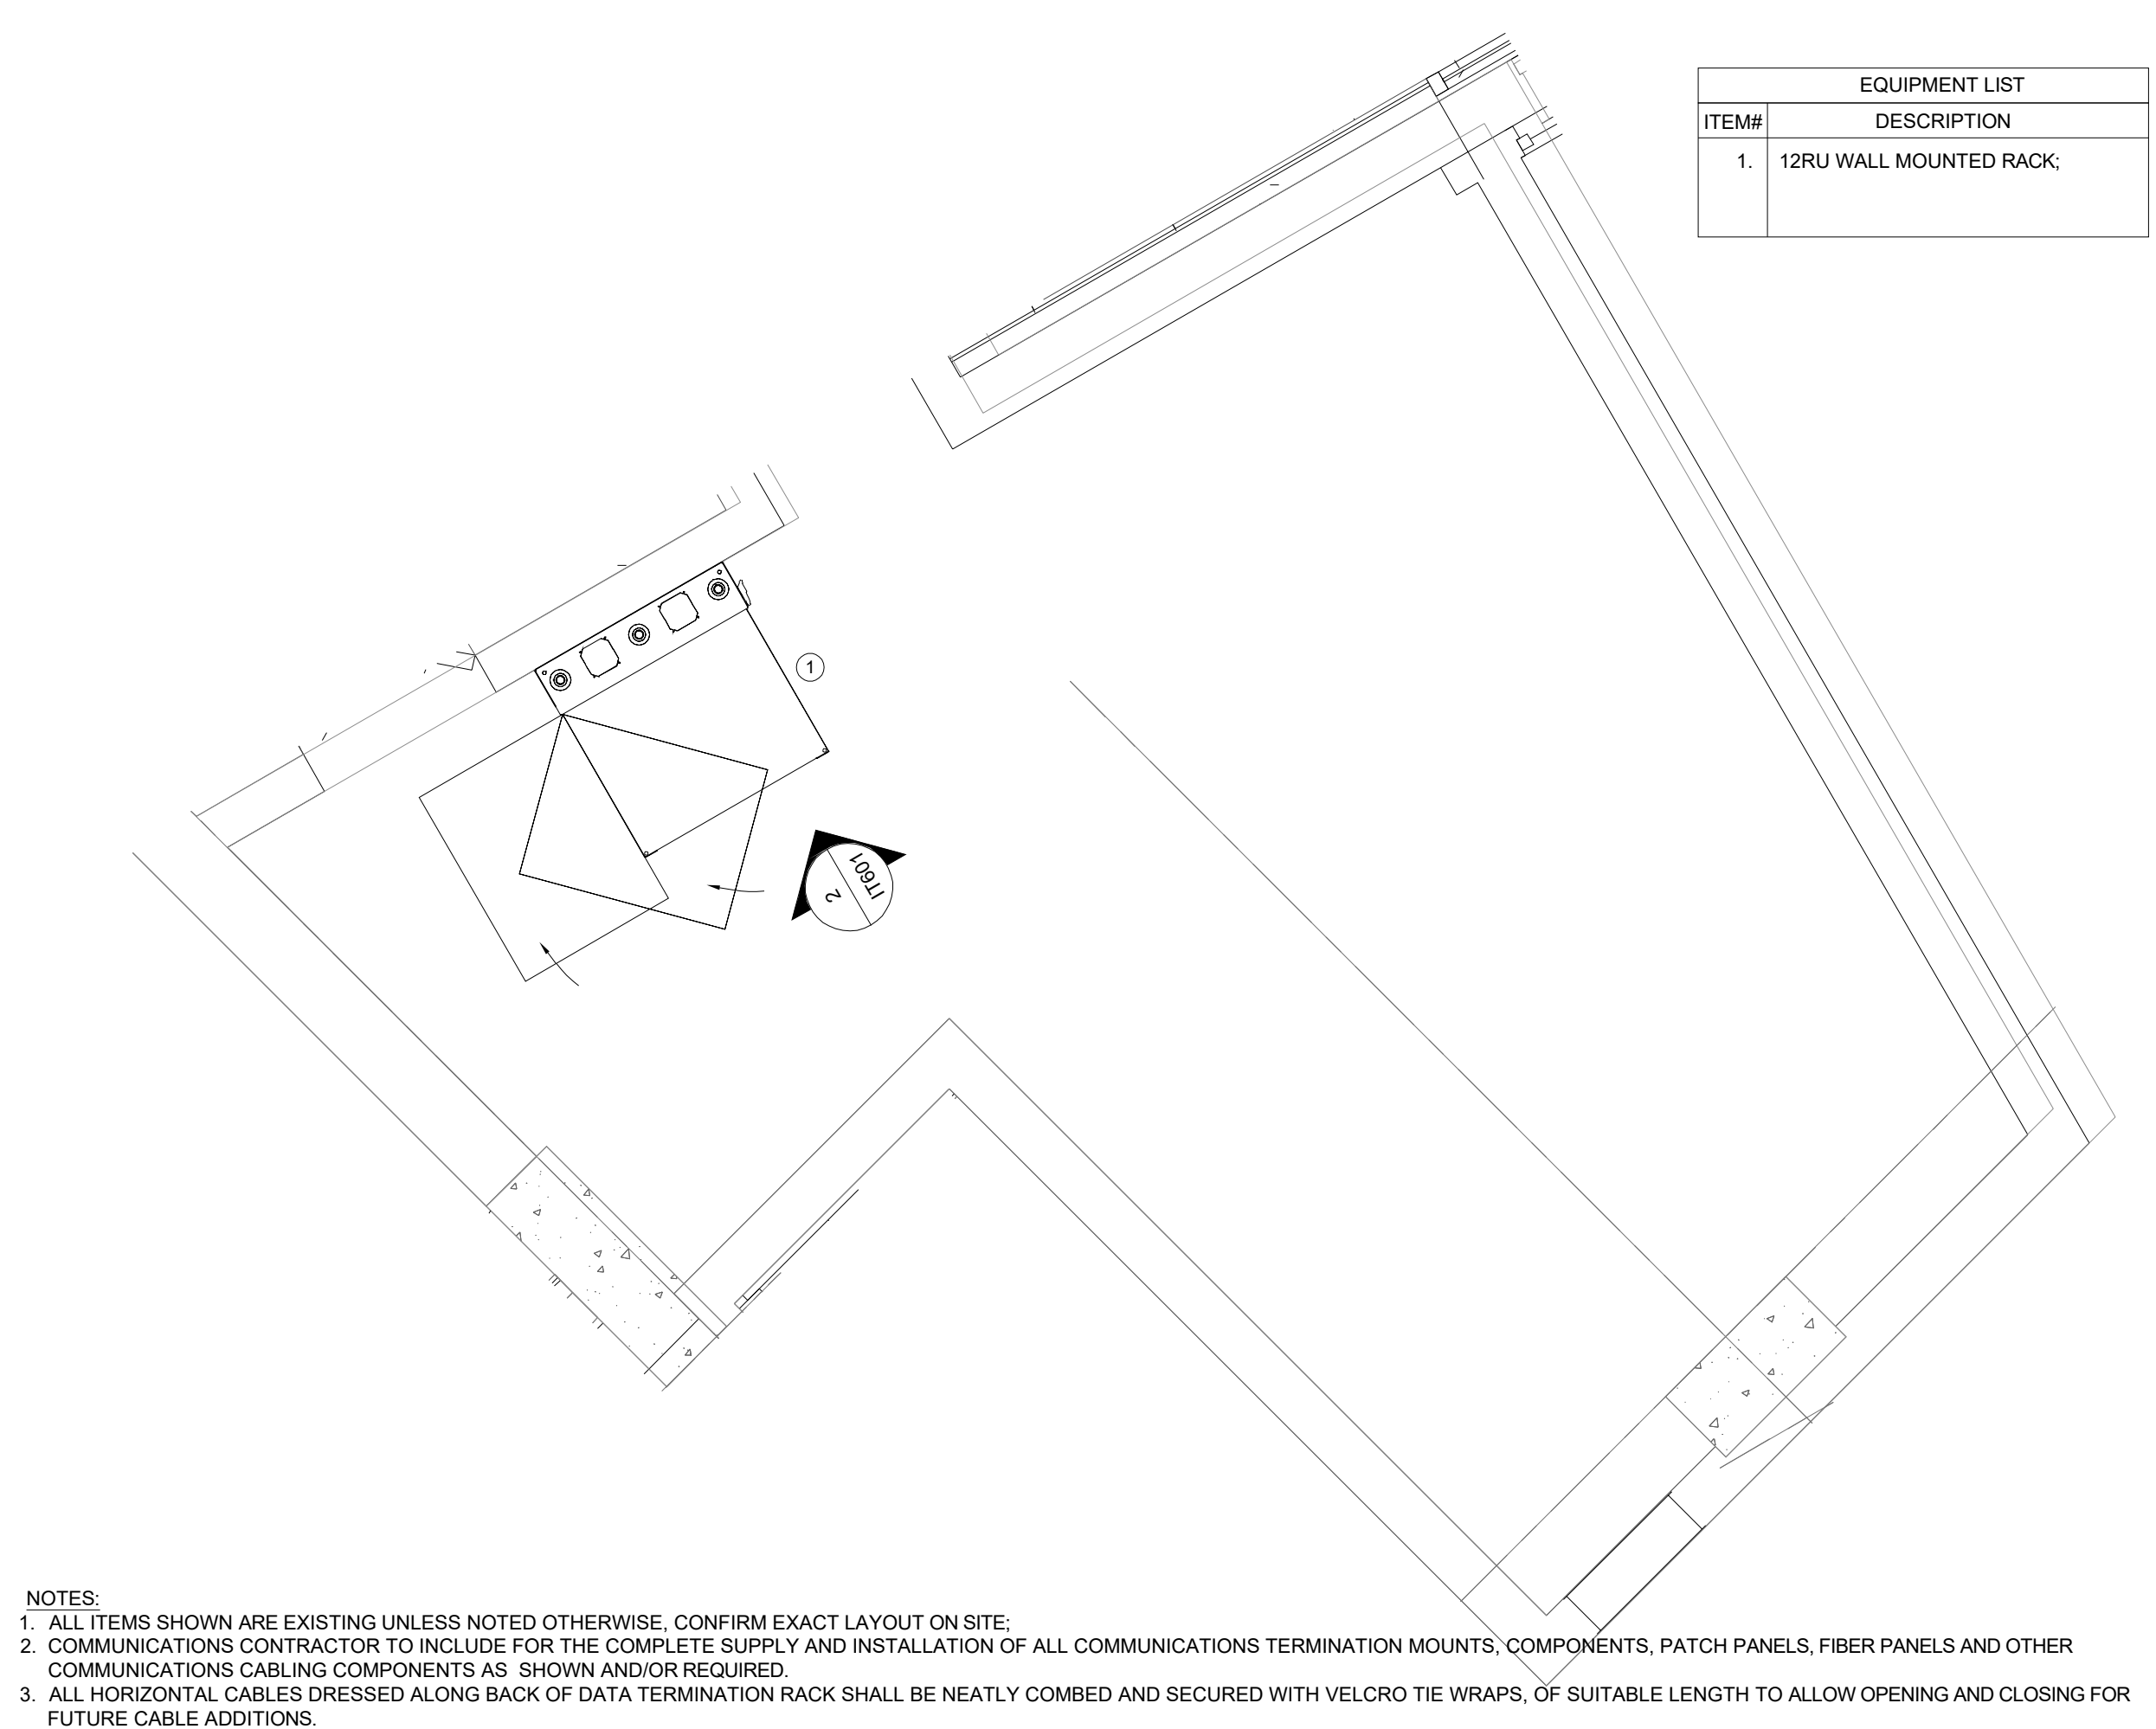 EQUIPMENT LIST
ITEM# DESCRIPTION
1. 12RU WALL MOUNTED RACK;
1
2
IT601
NOTES:
1. ALL ITEMS SHOWN ARE EXISTING UNLESS NOTED OTHERWISE, CONFIRM EXACT LAYOUT ON SITE;
2. COMMUNICATIONS CONTRACTOR TO INCLUDE FOR THE COMPLETE SUPPLY AND INSTALLATION OF ALL COMMUNICATIONS TERMINATION MOUNTS, COMPONENTS, PATCH PANELS, FIBER PANELS AND OTHER
COMMUNICATIONS CABLING COMPONENTS AS SHOWN AND/OR REQUIRED.
3. ALL HORIZONTAL CABLES DRESSED ALONG BACK OF DATA TERMINATION RACK SHALL BE NEATLY COMBED AND SECURED WITH VELCRO TIE WRAPS, OF SUITABLE LENGTH TO ALLOW OPENING AND CLOSING FOR
FUTURE CABLE ADDITIONS.